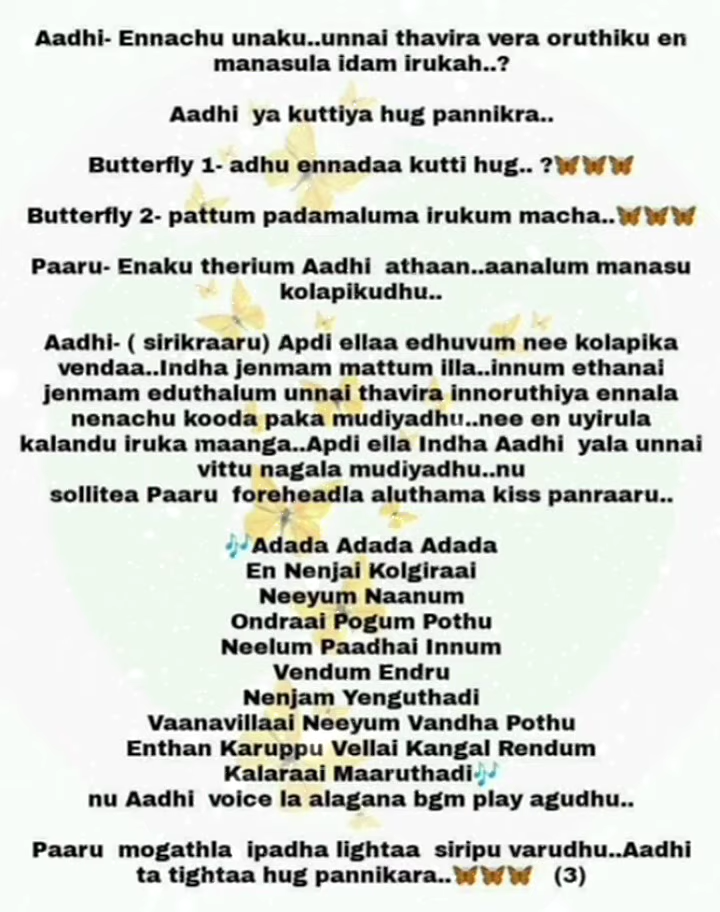 Aadhi- Ennachu unaku..unnai thavira vera oruthiku en
manasula idam irukah..?
Aadhi ya kuttiya hug pannikra..
Butterfly 1- adhu ennadaa kutti hug.. ?🦋🦋🦋
Butterfly 2- pattum padamaluma irukum macha..🦋🦋🦋
Paaru- Enaku therium Aadhi athaan..aanalum manasu
kolapikudhu..
Aadhi- ( sirikraaru) Apdi ellaa edhuvum nee kolapika
vendaa..Indha jenmam mattum illa..innum ethanai
jenmam eduthalum unnai thavira innoruthiya ennala
nenachu kooda paka mudiyadhu..nee en uyirula
kalandu iruka maanga..Apdi ella Indha Aadhi yala unnai
vittu nagala mudiyadhu..nu
sollitea Paaru foreheadla aluthama kiss panraaru..
🎶Adada Adada Adada
En Nenjai Kolgiraai
Neeyum Naanum
Ondraai Pogum Pothu
Neelum Paadhai Innum
Vendum Endru
Nenjam Yenguthadi
Vaanavillaai Neeyum Vandha Pothu
Enthan Karuppu Vellai Kangal Rendum
Kalaraai Maaruthadi🎶
nu Aadhi voice la alagana bgm play agudhu..
Paaru mogathla ipadha lightaa siripu varudhu..Aadhi
ta tightaa hug pannikara..🦋🦋🦋 (3)